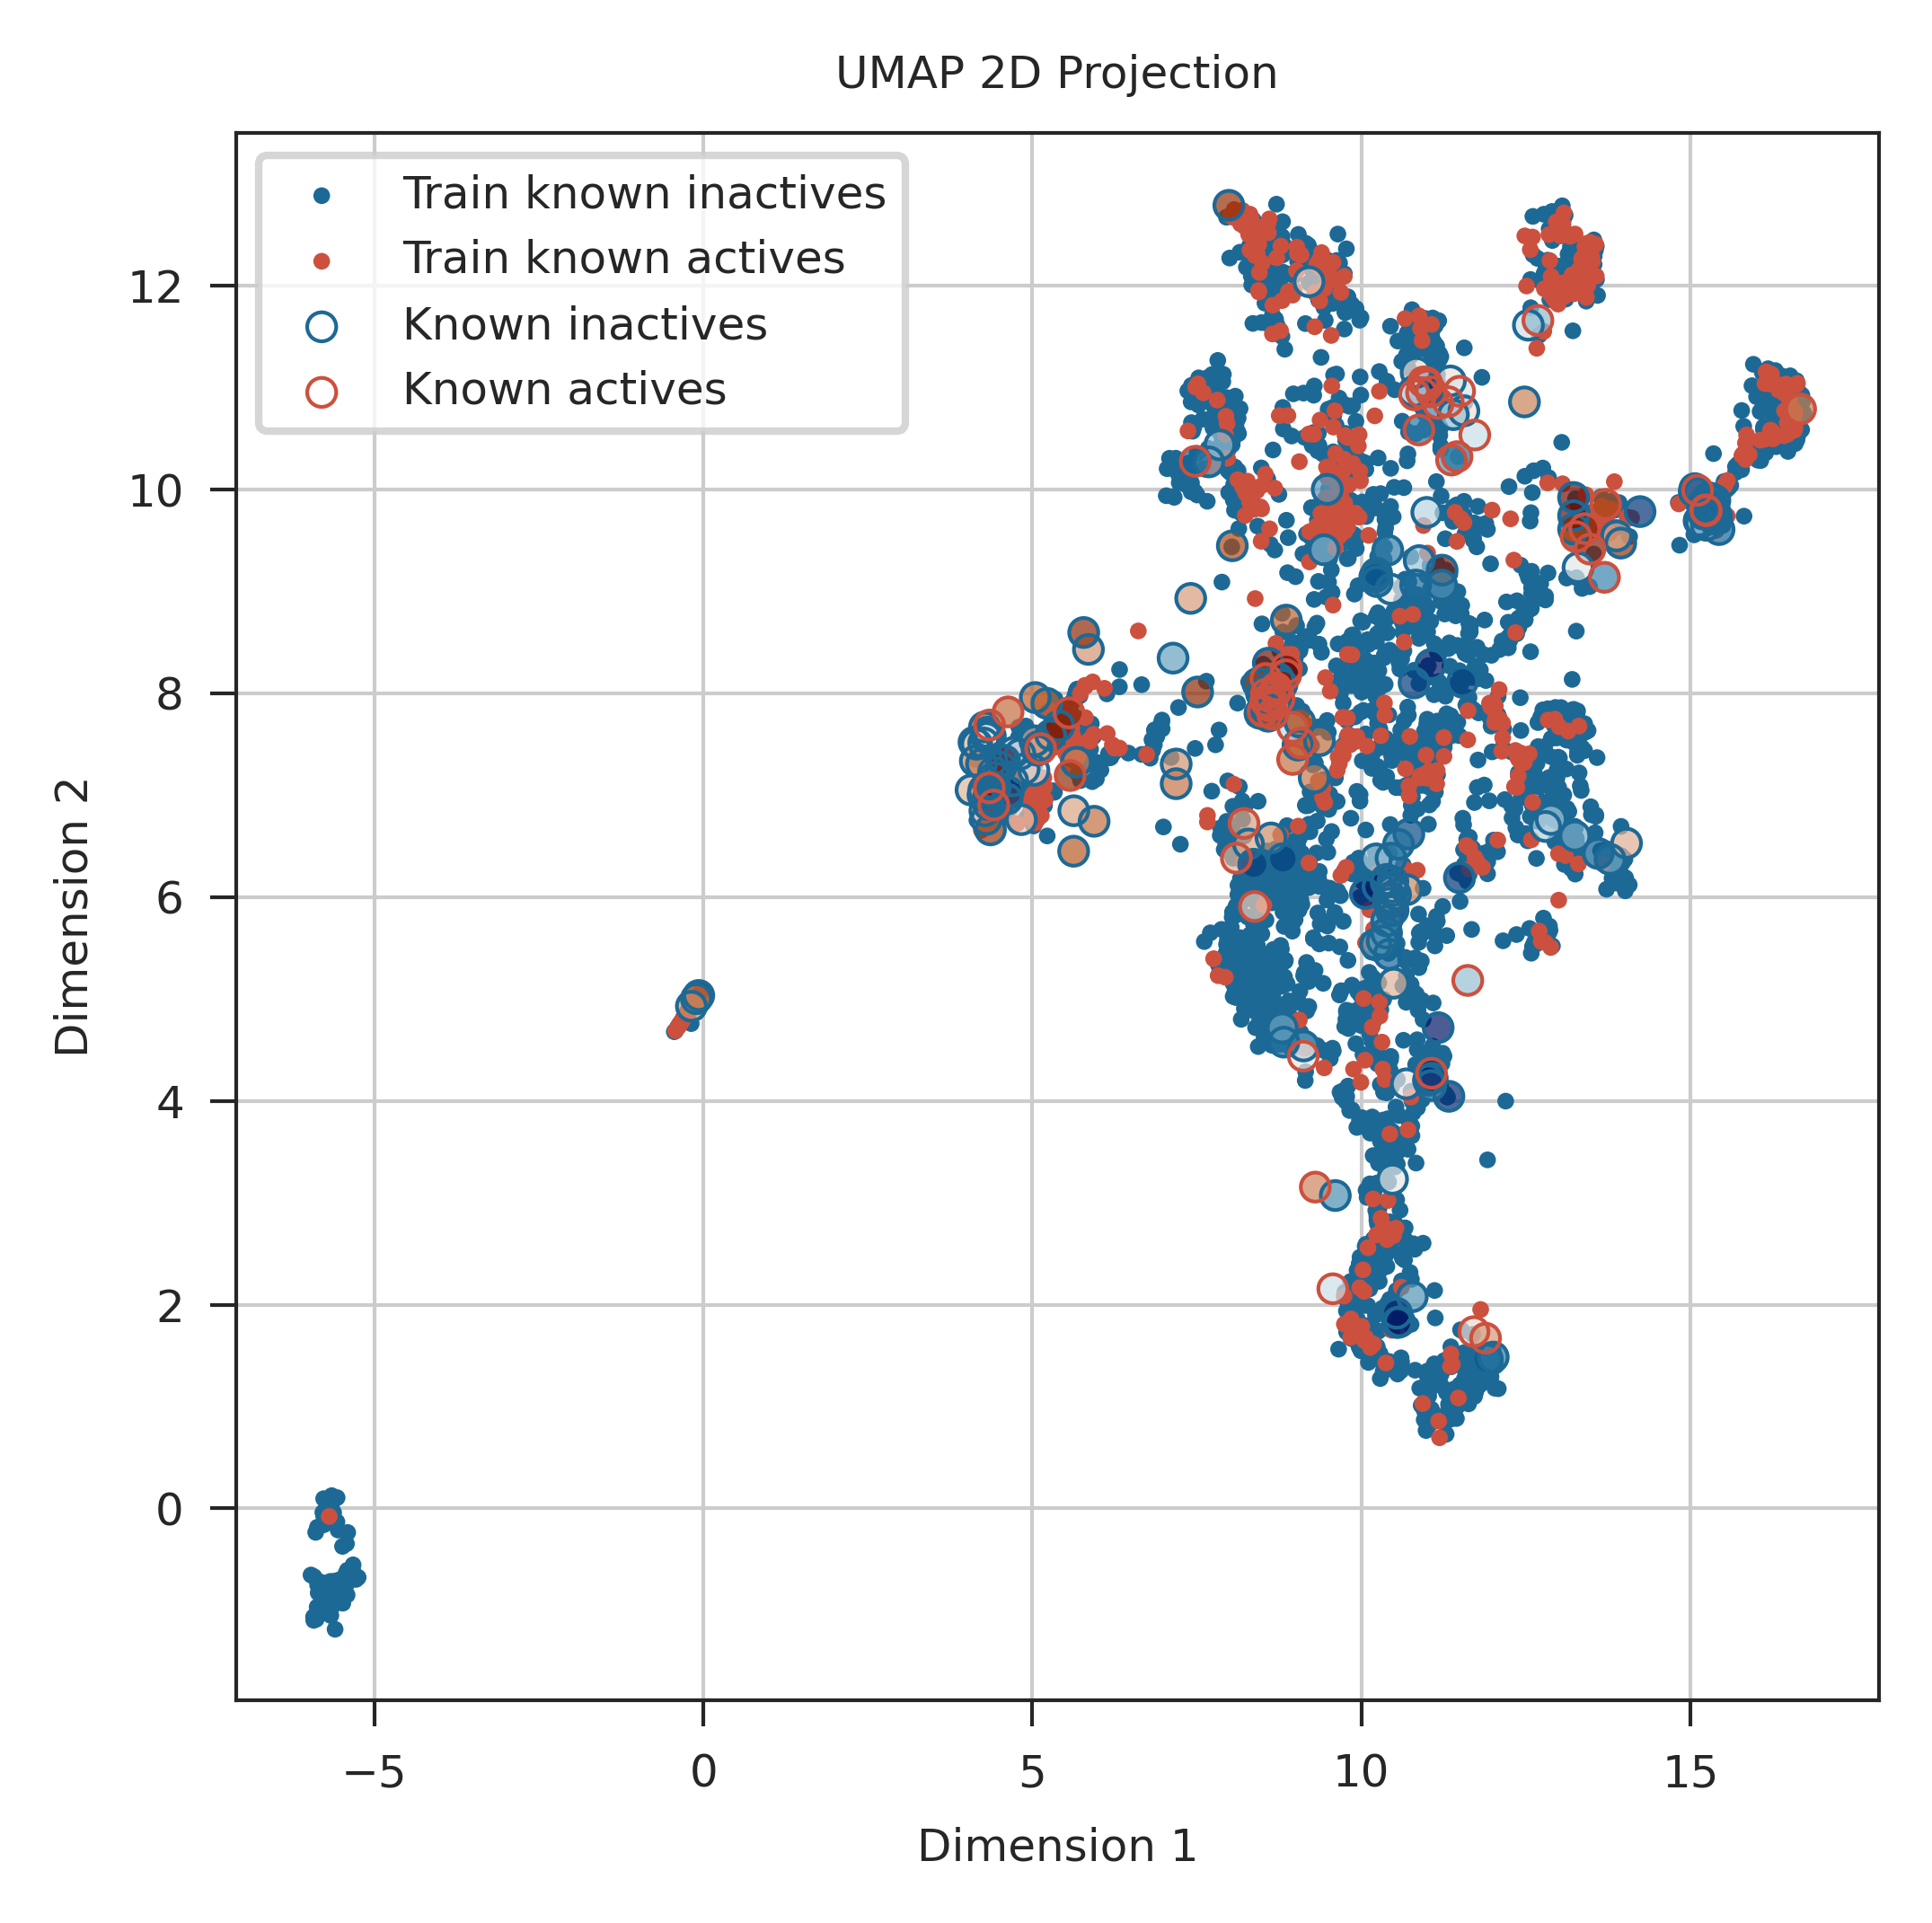 UMAP 2D Projection
Train known inactives
Train known actives
Known inactives
Known actives
12
10
8
6
4
2
0
Dimension 2
−5
0
5
10
15
Dimension 1